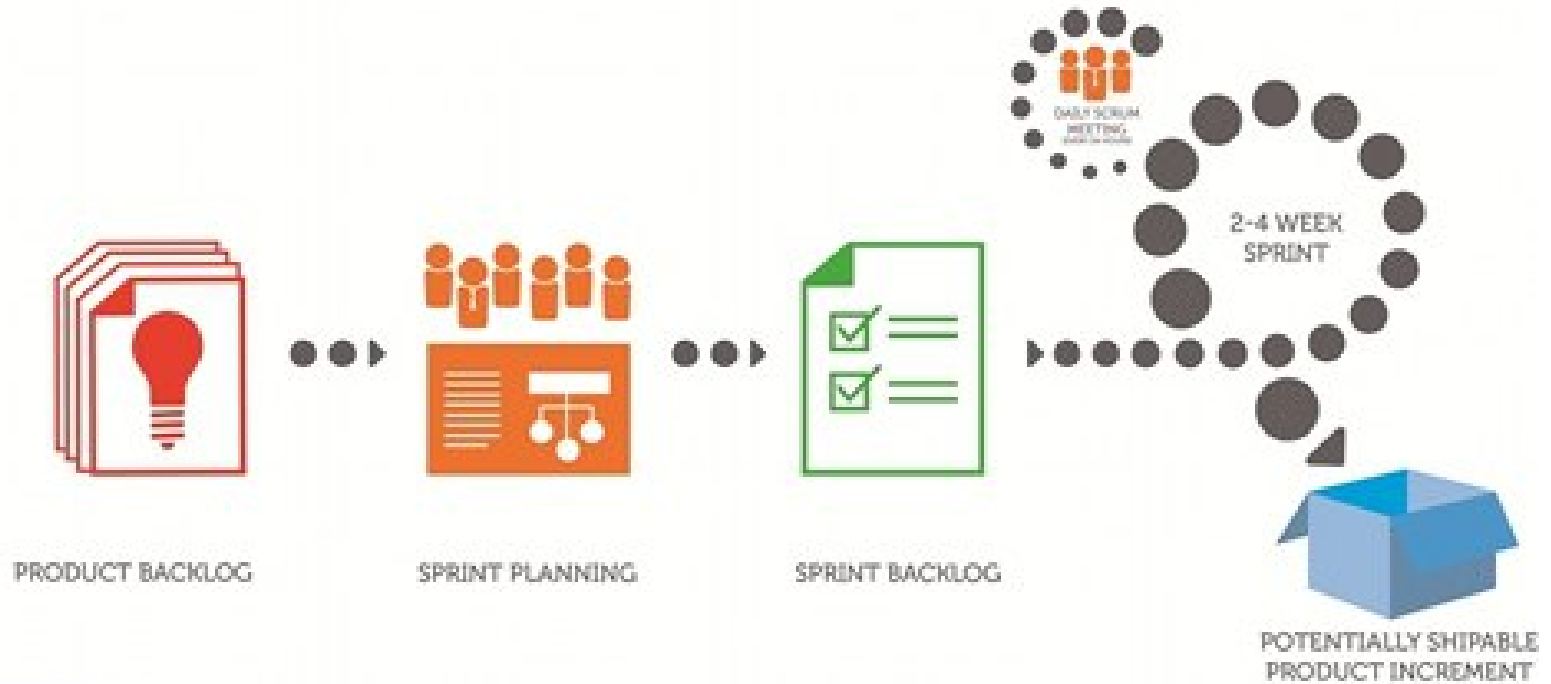 DAILY SCRUM
MEETING
2-4 WEEK
SPRINT
PRODUCT BACKLOG
SPRINT PLANNING
SPRINT BACKLOG
POTENTIALLY SHIPABLE
PRODUCT INCREMENT